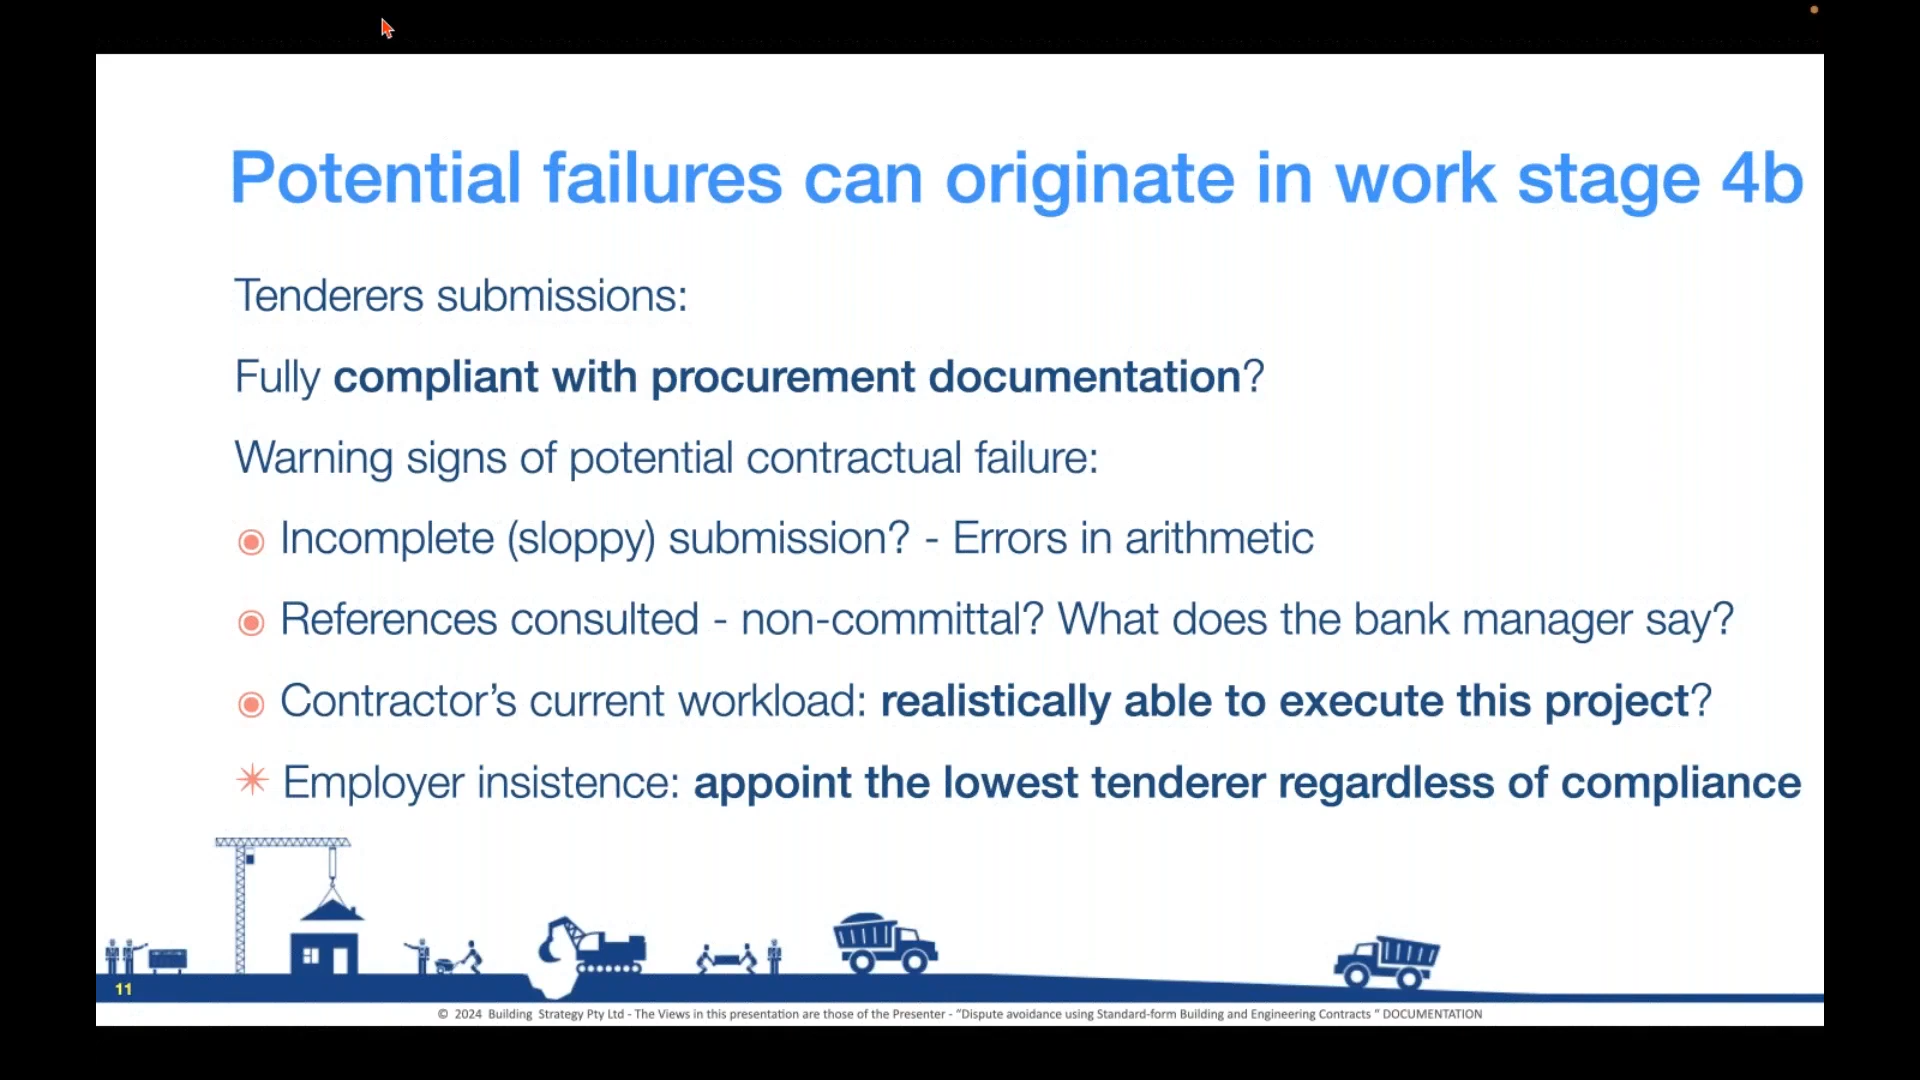 Potential failures can originate in work stage 4b
Tenderers submissions:
Fully compliant with procurement documentation?
Warning signs of potential contractual failure:
Incomplete (sloppy) submission? - Errors in arithmetic
References consulted - non-committal? What does the bank manager say?
Contractor’s current workload: realistically able to execute this project?
Employer insistence: appoint the lowest tenderer regardless of compliance
11
© 2024 Building Strategy Pty Ltd - The Views in this presentation are those of the Presenter - “Dispute avoidance using Standard-form Building and Engineering Contracts “ DOCUMENTATION